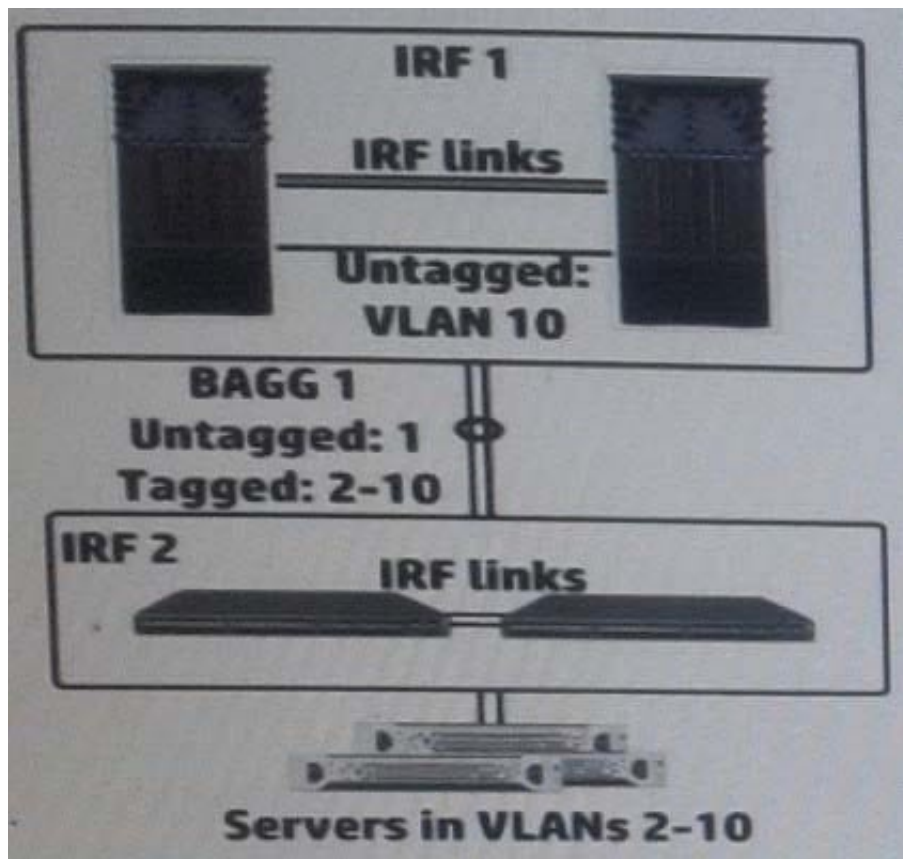 IRF 1
IRF links
Untagged:
VLAN 10
BAGG 1
Untagged: 1
Tagged: 2-10
IRF 2
IRF links
Servers in VLANs 2-10